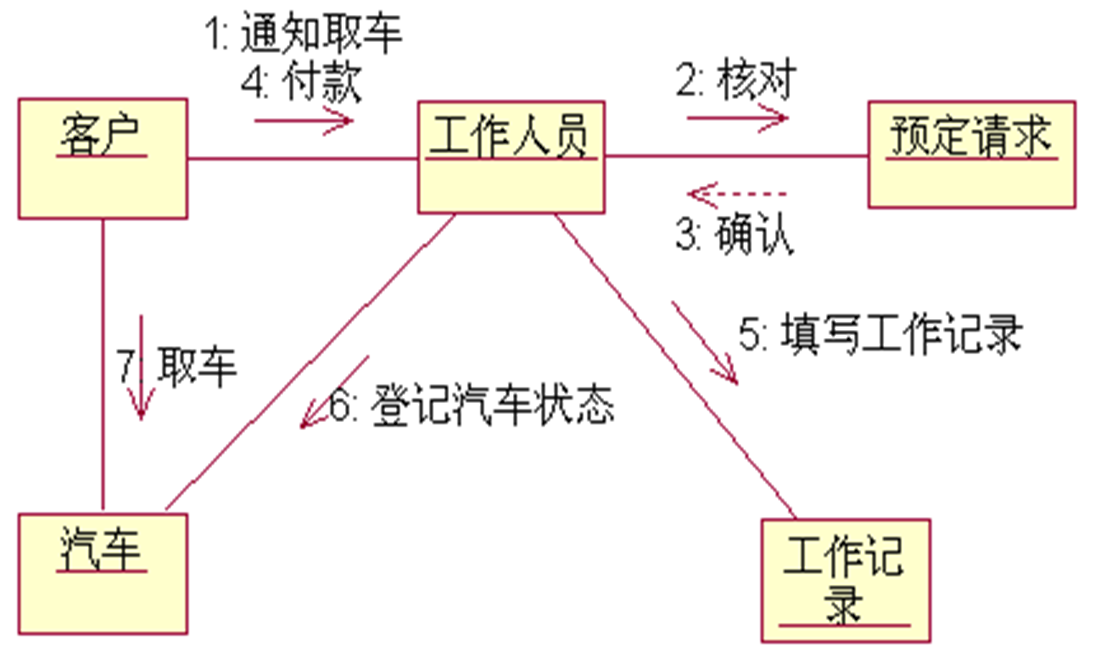 1: 通知取车
4: 付款
2: 核对
客户
工作人员
预定请求
3: 确认
5: 填写工作记录
7: 取车
6: 登记汽车状态
汽车
工作记
录